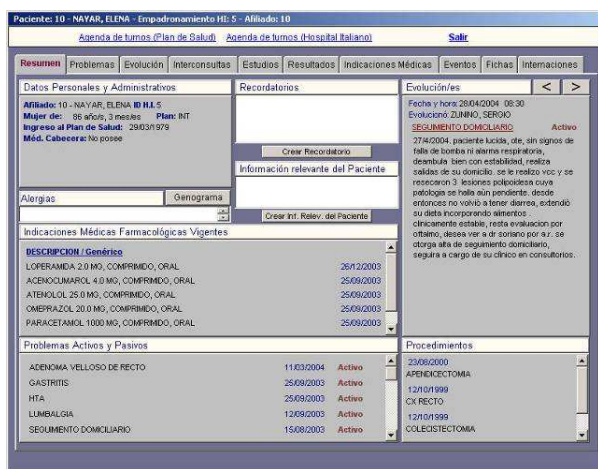 Paciente: 10 - NAYAR, ELENA - Empadronamiento HI: 5 - Afiliado: 10
Agenda de turnos (Plan de Salud) Agenda de turnos (Hospital Italiano) Salir
Resumen Problemas Evolución Interconsultas Estudios Resultados Indicaciones Médicas Eventos Fichas Internaciones
Datos Personales y Administrativos
Afiliado: 10 - NAYAR, ELENA ID H.I. 5
Mujer de: 86 año/s, 3 mes/es Plan: INT
Ingreso al Plan de Salud: 29/03/1979
Méd. Cabecera: No posee
Alergias Genograma
Recordatorios
Crear Recordatorio
Información relevante del Paciente
Crear Inf. Relev. del Paciente
Evolución/es < >
Fecha y hora: 28/04/2004 08:30
Evolucionó: ZUNINO, SERGIO
SEGUIMIENTO DOMICILIARIO Activo
27/4/2004. paciente lucida, ote, sin signos de
falla de bomba ni alarma respiratoria,
deambula bien con estabilidad, realiza
salidas de su domicilio. se le realizo vcc y se
resecaron 3 lesiones polipoidesa cuya
patologia se halla aún pendiente. desde
entonces no volvió a tener diarrea, extendió
su dieta incorporendo alimentos .
clinicamente estable, resta evaluacion por
oftalmo, desea ver a dr soriano por a.r. se
otorga alta de seguimiento domiciliario,
seguira a cargo de su clinico en consultorios.
Indicaciones Médicas Farmacológicas Vigentes
DESCRIPCION / Genérico
LOPERAMIDA 2.0 MG, COMPRIMIDO, ORAL 26/12/2003
ACENOCUMAROL 4.0 MG, COMPRIMIDO, ORAL 25/09/2003
ATENOLOL 25.0 MG, COMPRIMIDO, ORAL 25/09/2003
OMEPRAZOL 20.0 MG, COMPRIMIDO, ORAL 25/09/2003
PARACETAMOL 1000 MG, COMPRIMIDO, ORAL 25/09/2003
Problemas Activos y Pasivos
ADENOMA VELLOSO DE RECTO 11/03/2004 Activo
GASTRITIS 25/09/2003 Activo
HTA 25/09/2003 Activo
LUMBALGIA 12/09/2003 Activo
SEGUIMIENTO DOMICILIARIO 15/08/2003 Activo
Procedimientos
23/08/2000
APENDICECTOMIA
12/10/1999
CX RECTO
12/10/1999
COLECISTECTOMIA